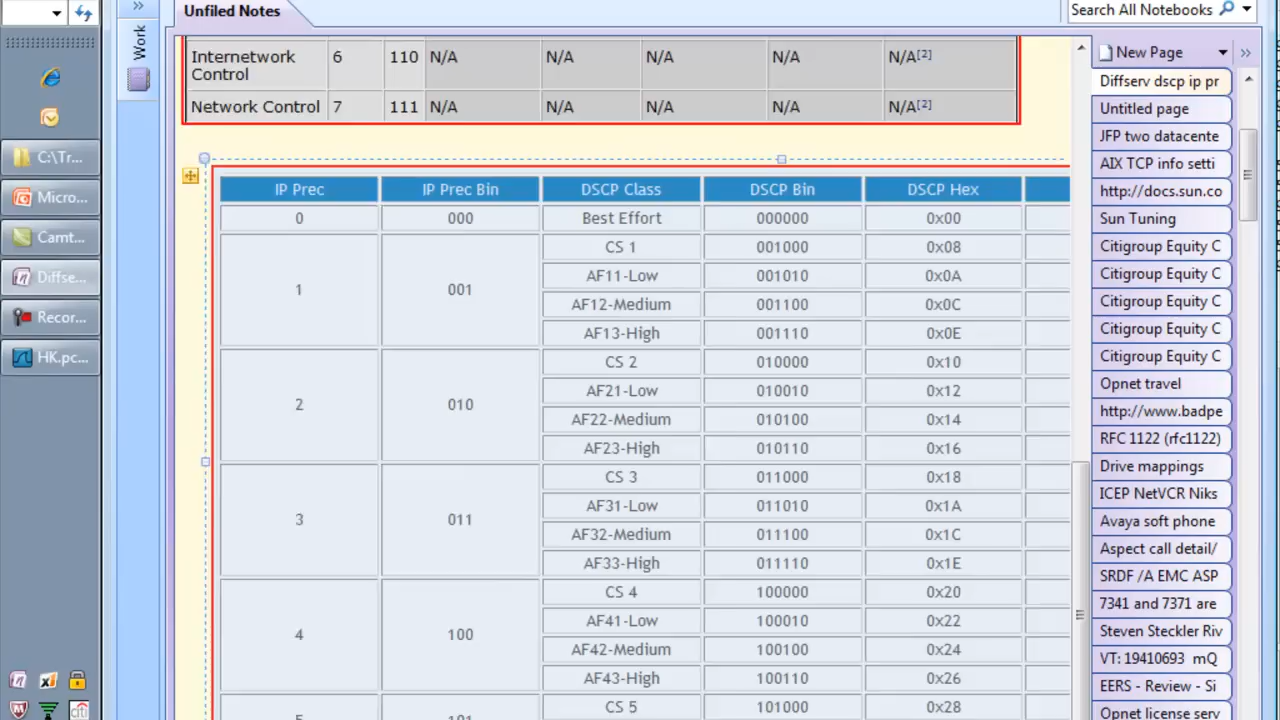 Unfiled Notes
Search All Notebooks
Work
Internetwork Control 6 110 N/A N/A N/A N/A N/A[2]
Network Control 7 111 N/A N/A N/A N/A N/A[2]
IP Prec IP Prec Bin DSCP Class DSCP Bin DSCP Hex
0 000 Best Effort 000000 0x00
1 001
CS 1 001000 0x08
AF11-Low 001010 0x0A
AF12-Medium 001100 0x0C
AF13-High 001110 0x0E
2 010
CS 2 010000 0x10
AF21-Low 010010 0x12
AF22-Medium 010100 0x14
AF23-High 010110 0x16
3 011
CS 3 011000 0x18
AF31-Low 011010 0x1A
AF32-Medium 011100 0x1C
AF33-High 011110 0x1E
4 100
CS 4 100000 0x20
AF41-Low 100010 0x22
AF42-Medium 100100 0x24
AF43-High 100110 0x26
5 101
CS 5 101000 0x28
New Page
Diffserv dscp ip pr
Untitled page
JFP two datacente
AIX TCP info setti
http://docs.sun.co
Sun Tuning
Citigroup Equity C
Citigroup Equity C
Citigroup Equity C
Citigroup Equity C
Citigroup Equity C
Opnet travel
http://www.badpe
RFC 1122 (rfc1122)
Drive mappings
ICEP NetVCR Niks
Avaya soft phone
Aspect call detail/
SRDF /A EMC ASP
7341 and 7371 are
Steven Steckler Riv
VT: 19410693 mQ
EERS - Review - Si
Opnet license serv
C:\Tr...
Micro...
Camt...
Diffse...
Recor...
HK.pc...
citi